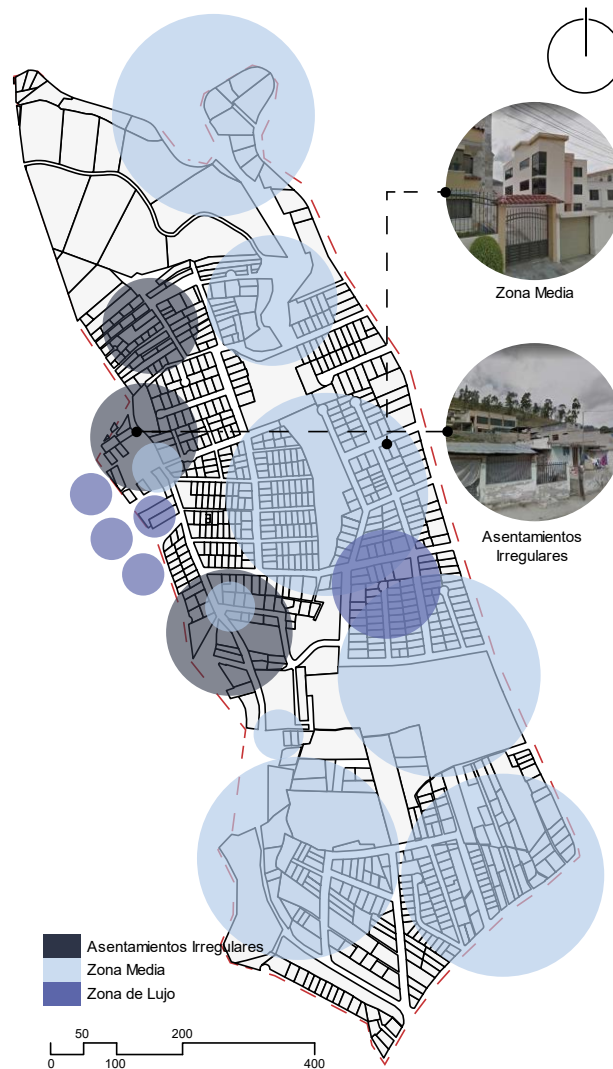 Zona Media
Asentamientos
Irregulares
Asentamientos Irregulares
Zona Media
Zona de Lujo
50
200
0
100
400